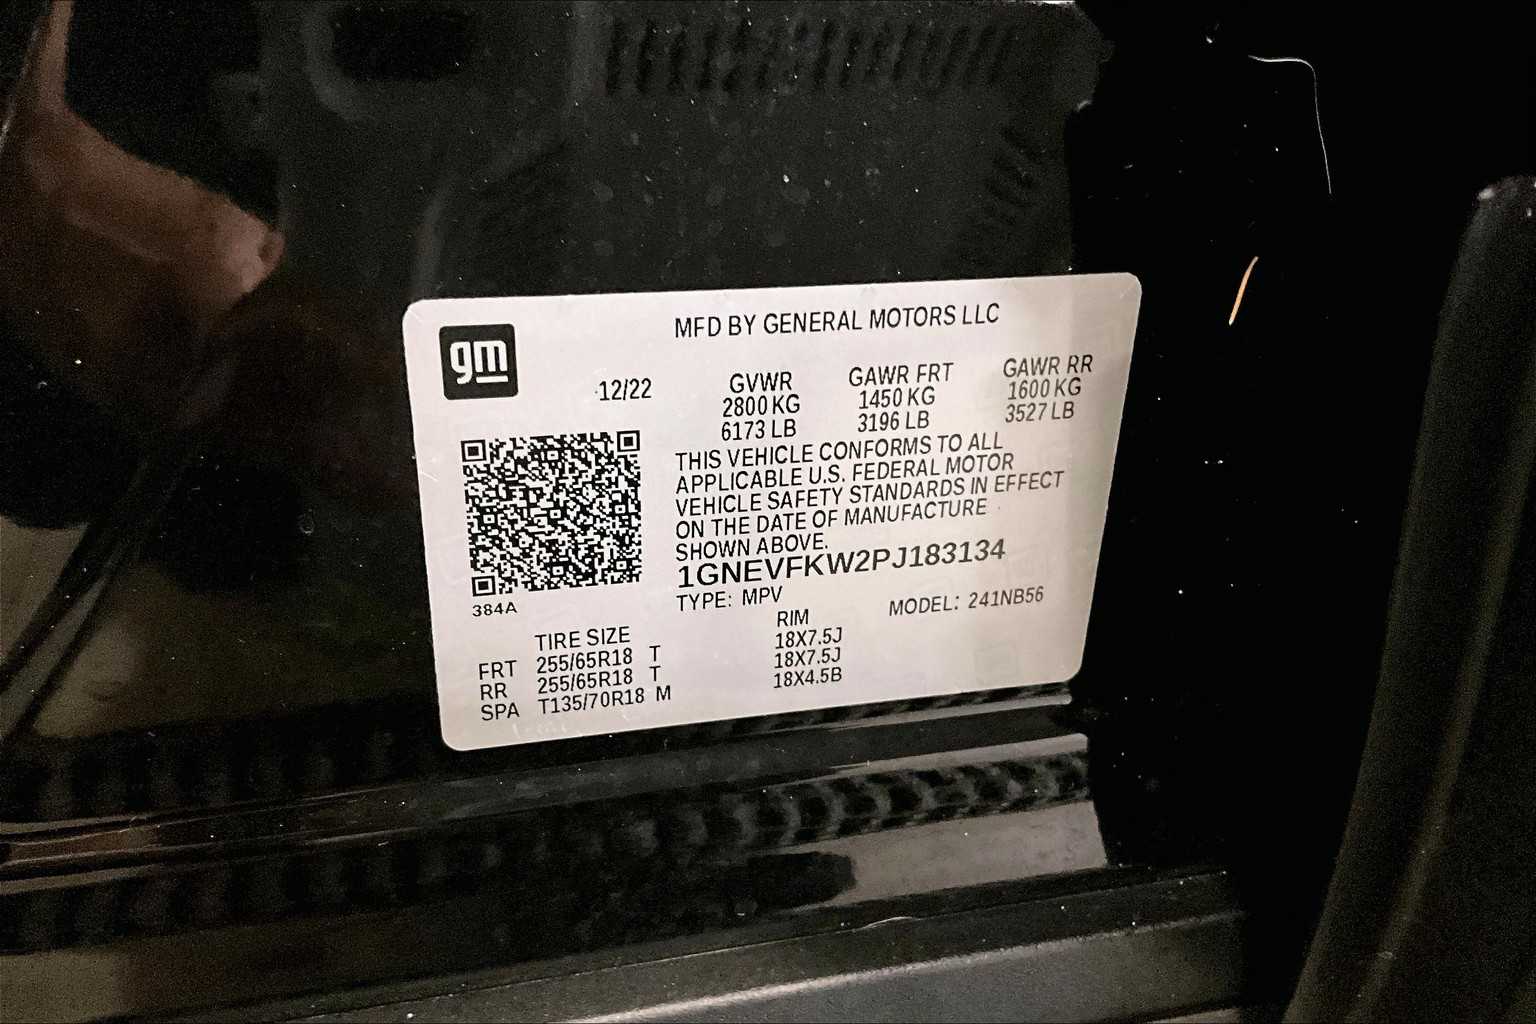 MFD BY GENERAL MOTORS LLC
gm
12/22
GVWR GAWR FRT GAWR RR
2800 KG 1450 KG 1600 KG
6173 LB 3196 LB 3527 LB
THIS VEHICLE CONFORMS TO ALL
APPLICABLE U.S. FEDERAL MOTOR
VEHICLE SAFETY STANDARDS IN EFFECT
ON THE DATE OF MANUFACTURE
SHOWN ABOVE.
1GNEVFKW2PJ183134
384A
TYPE: MPV MODEL: 241NB56
TIRE SIZE RIM
FRT 255/65R18 T 18X7.5J
RR 255/65R18 T 18X7.5J
SPA T135/70R18 M 18X4.5B